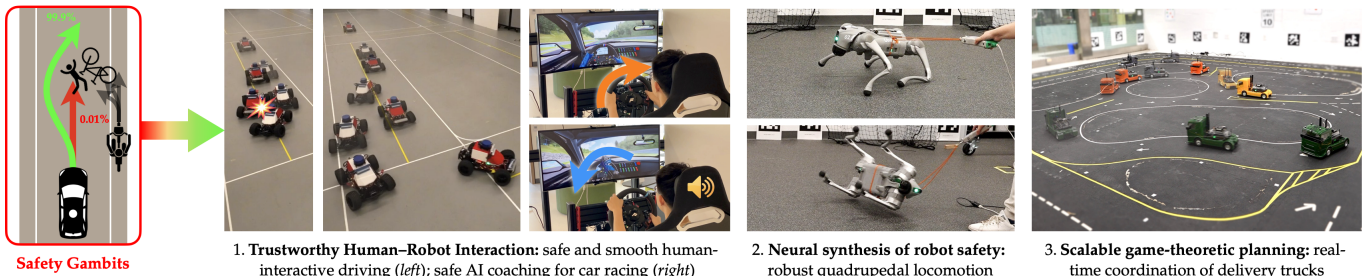 99.9%
0.01%
Safety Gambits
1. Trustworthy Human–Robot Interaction: safe and smooth human-
interactive driving (left); safe AI coaching for car racing (right)
2. Neural synthesis of robot safety:
robust quadrupedal locomotion
10
3. Scalable game-theoretic planning: real-
time coordination of delivery trucks